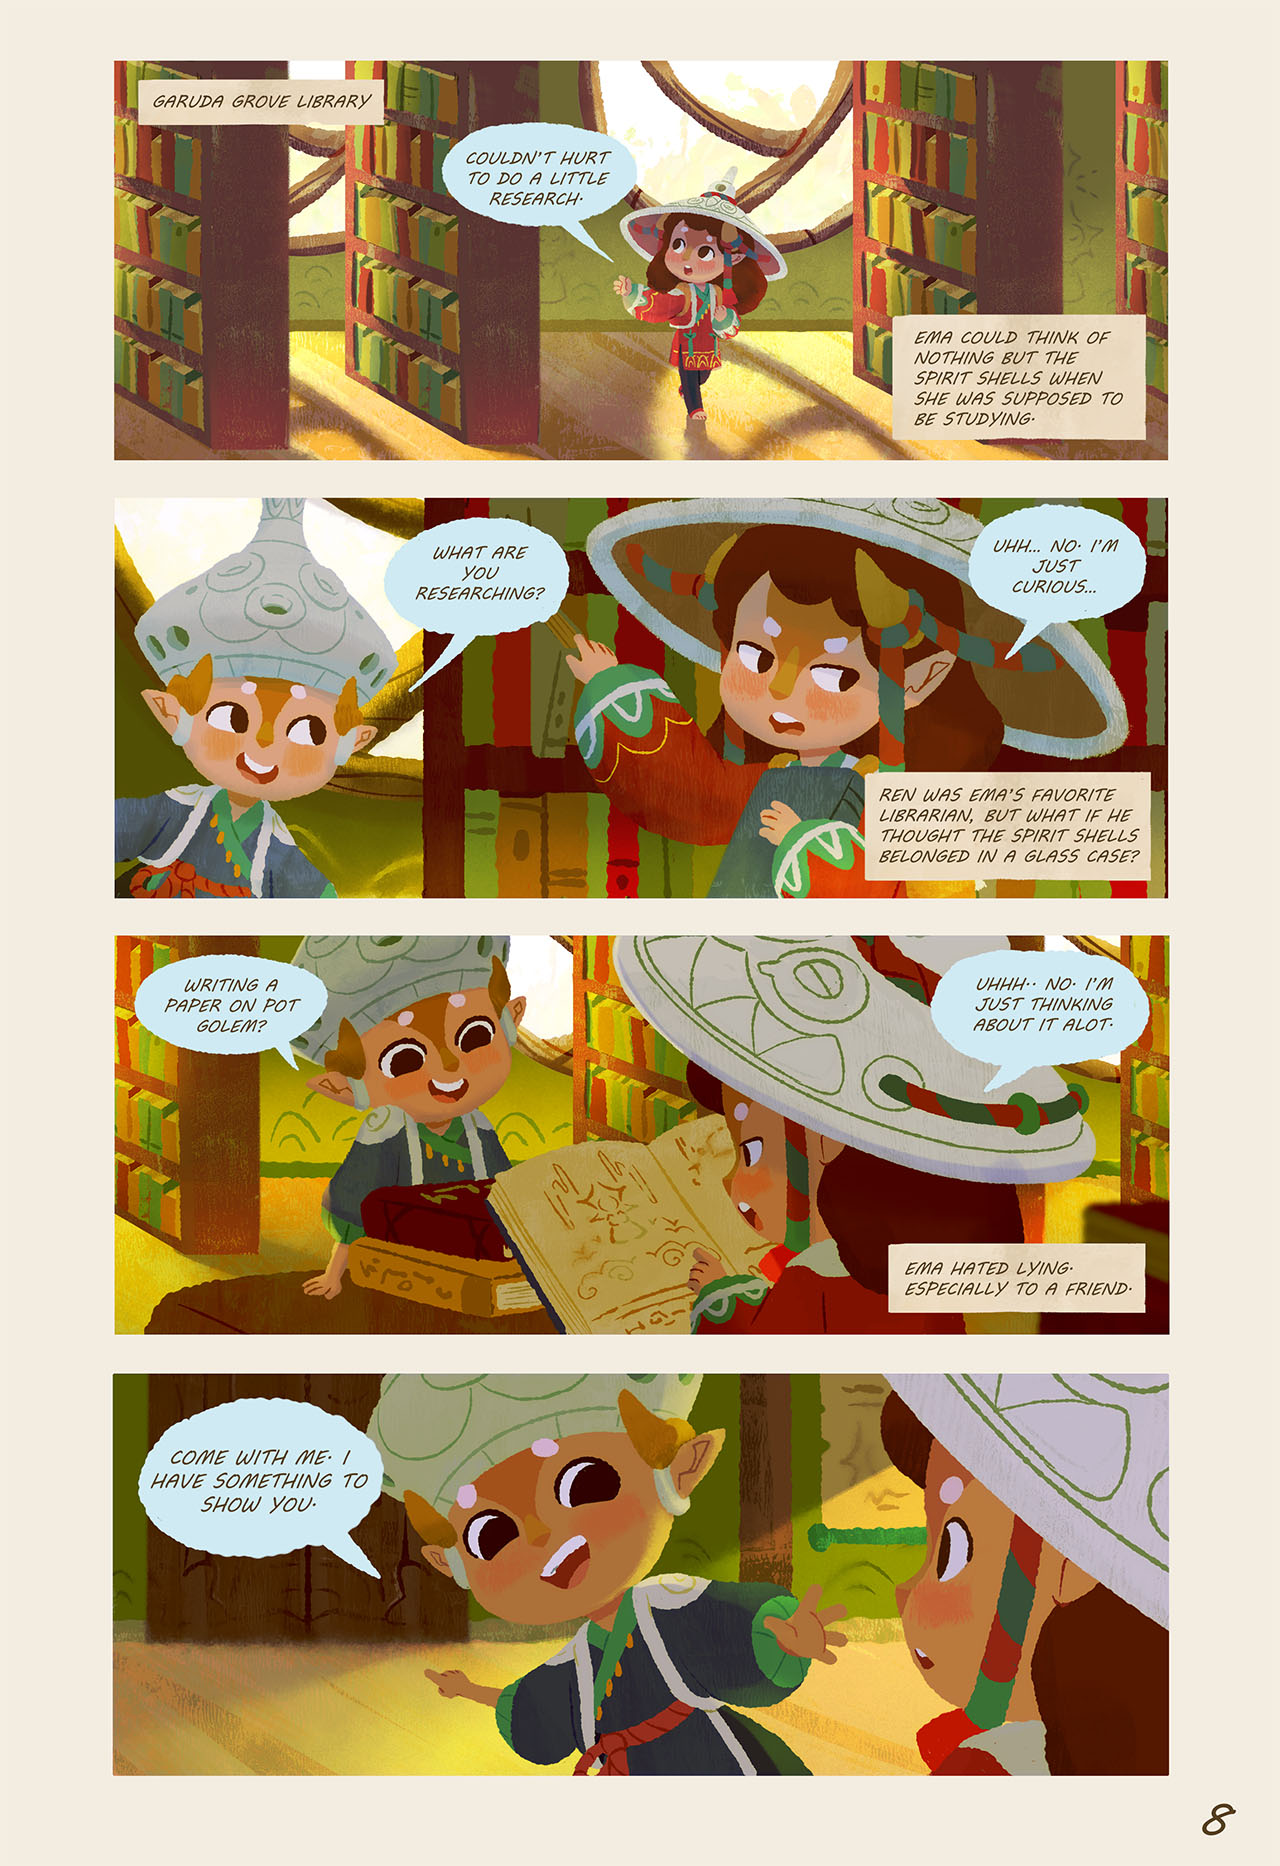 GARUDA GROVE LIBRARY
COULDN'T HURT
TO DO A LITTLE
RESEARCH.
EMA COULD THINK OF
NOTHING BUT THE
SPIRIT SHELLS WHEN
SHE WAS SUPPOSED TO
BE STUDYING.
WHAT ARE
YOU
RESEARCHING?
UHH... NO. I'M
JUST
CURIOUS...
REN WAS EMA'S FAVORITE
LIBRARIAN, BUT WHAT IF HE
THOUGHT THE SPIRIT SHELLS
BELONGED IN A GLASS CASE?
WRITING A
PAPER ON POT
GOLEM?
UHHH.. NO. I'M
JUST THINKING
ABOUT IT ALOT.
EMA HATED LYING.
ESPECIALLY TO A FRIEND.
COME WITH ME. I
HAVE SOMETHING TO
SHOW YOU.
8